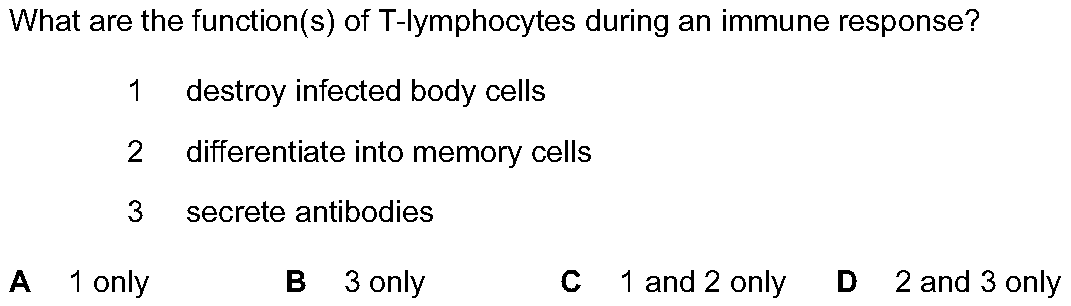 What are the function(s) of T-lymphocytes during an immune response?
1 destroy infected body cells
2 differentiate into memory cells
3 secrete antibodies
A 1 only B 3 only C 1 and 2 only D 2 and 3 only